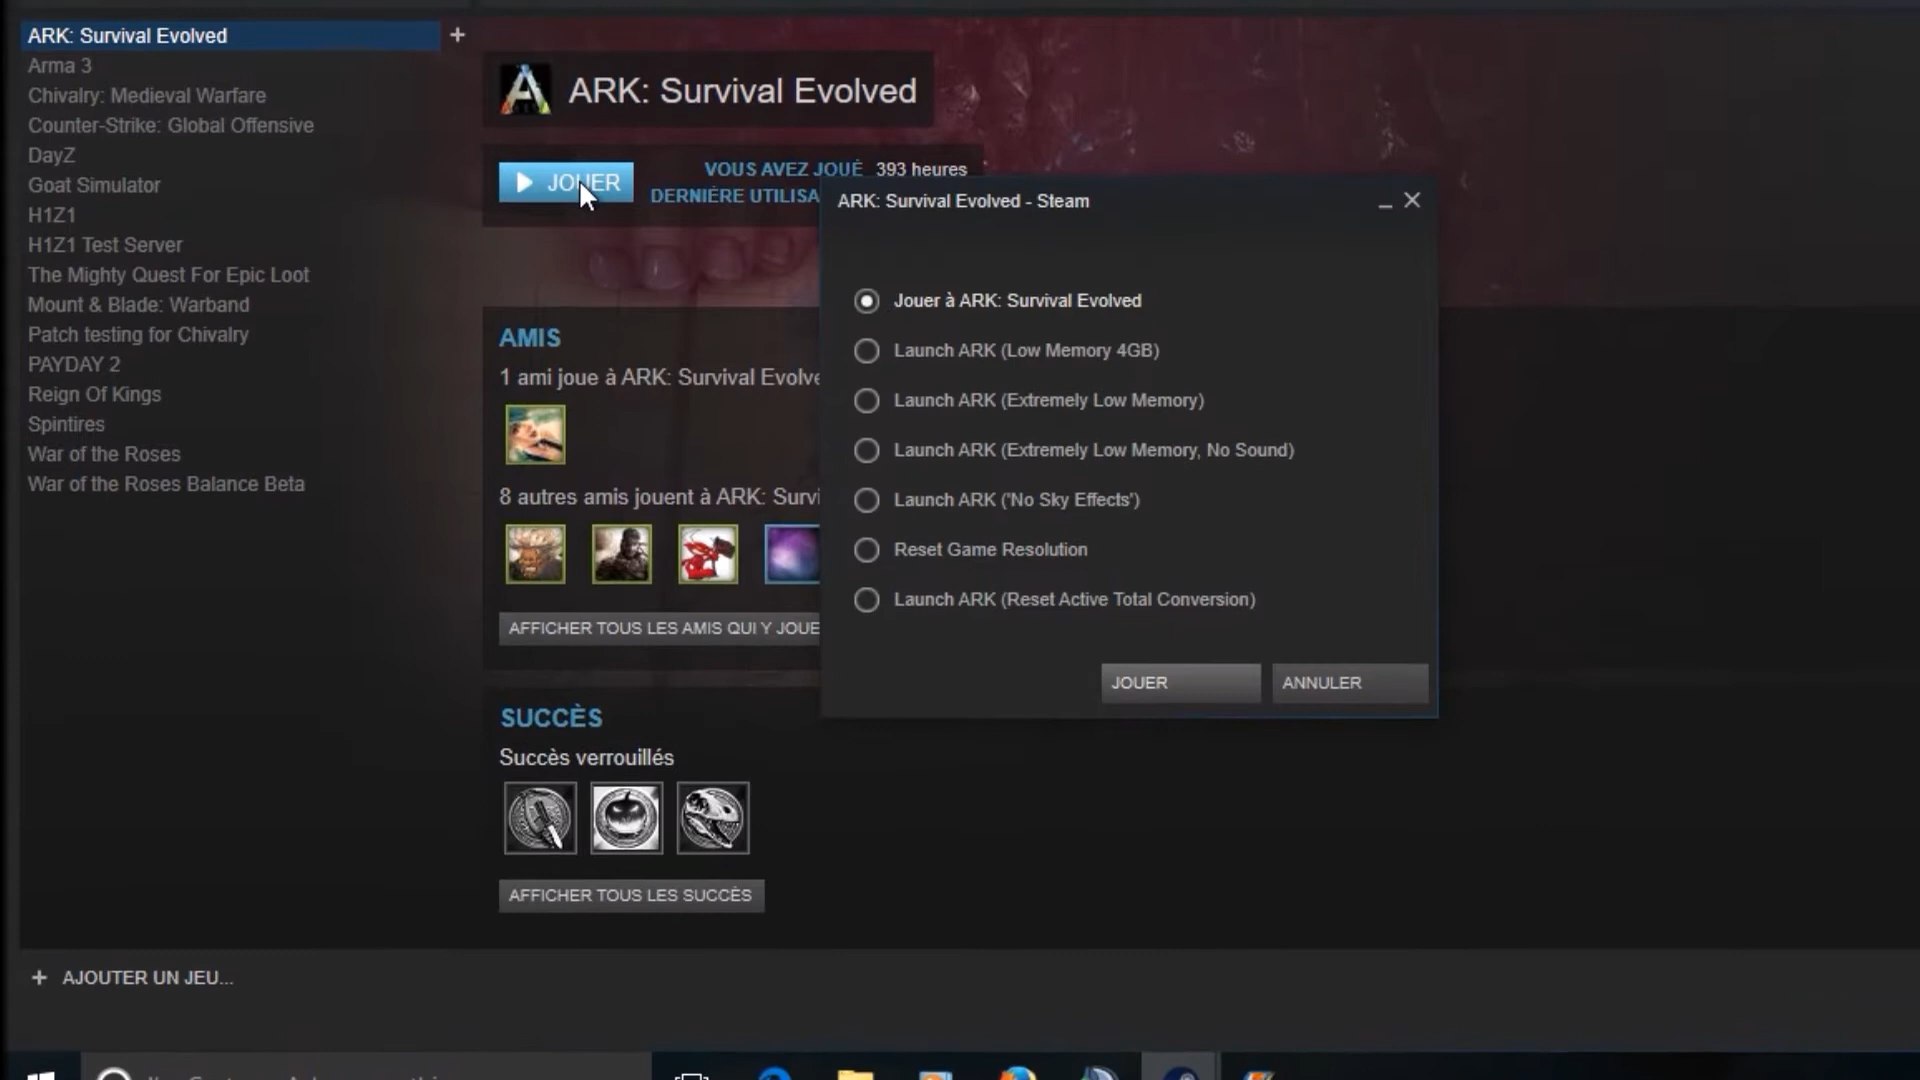 ARK: Survival Evolved
Arma 3
Chivalry: Medieval Warfare
Counter-Strike: Global Offensive
DayZ
Goat Simulator
H1Z1
H1Z1 Test Server
The Mighty Quest For Epic Loot
Mount & Blade: Warband
Patch testing for Chivalry
PAYDAY 2
Reign Of Kings
Spintires
War of the Roses
War of the Roses Balance Beta
+ AJOUTER UN JEU...
ARK: Survival Evolved
JOUER
VOUS AVEZ JOUÉ 393 heures
DERNIÈRE UTILISA
AMIS
1 ami joue à ARK: Survival Evolve
8 autres amis jouent à ARK: Survi
AFFICHER TOUS LES AMIS QUI Y JOUE
SUCCÈS
Succès verrouillés
AFFICHER TOUS LES SUCCÈS
ARK: Survival Evolved - Steam
Jouer à ARK: Survival Evolved
Launch ARK (Low Memory 4GB)
Launch ARK (Extremely Low Memory)
Launch ARK (Extremely Low Memory, No Sound)
Launch ARK ('No Sky Effects')
Reset Game Resolution
Launch ARK (Reset Active Total Conversion)
JOUER
ANNULER